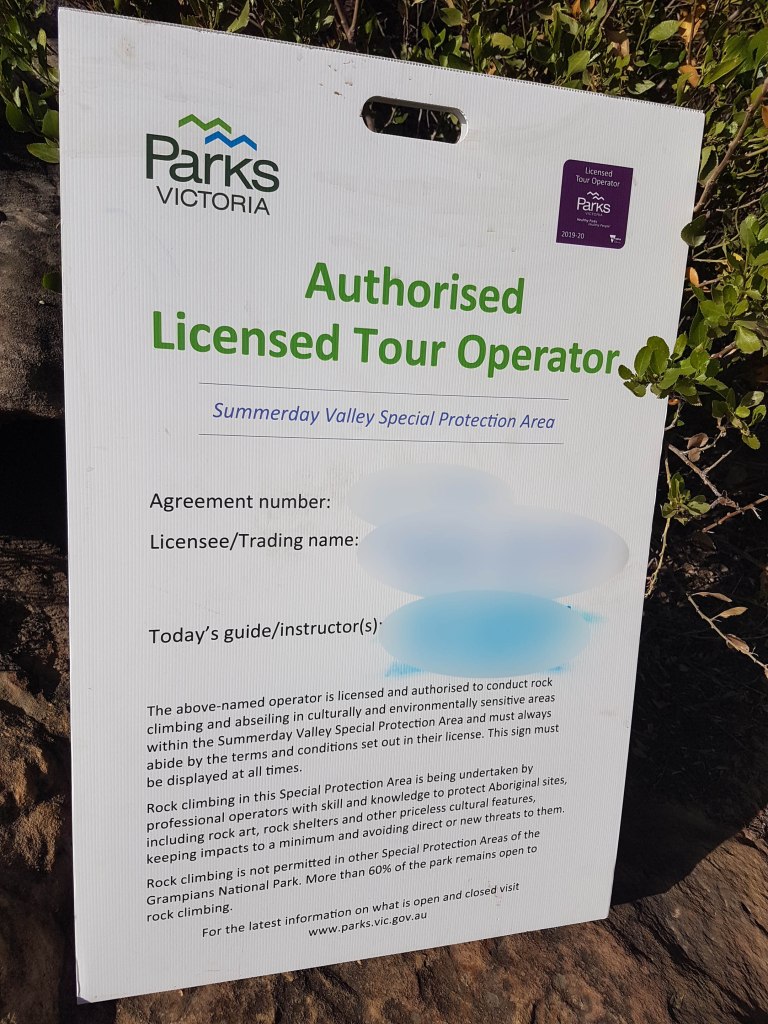 Parks
VICTORIA
Licensed
Tour Operator
Parks
VICTORIA
Healthy Parks
Healthy People
2019-20
Authorised
Licensed Tour Operator
Summerday Valley Special Protection Area
Agreement number:
Licensee/Trading name:
Today's guide/instructor(s):
The above-named operator is licensed and authorised to conduct rock
climbing and abseiling in culturally and environmentally sensitive areas
within the Summerday Valley Special Protection Area and must always
abide by the terms and conditions set out in their license. This sign must
be displayed at all times.
Rock climbing in this Special Protection Area is being undertaken by
professional operators with skill and knowledge to protect Aboriginal sites,
including rock art, rock shelters and other priceless cultural features,
keeping impacts to a minimum and avoiding direct or new threats to them.
Rock climbing is not permitted in other Special Protection Areas of the
Grampians National Park. More than 60% of the park remains open to
rock climbing.
For the latest information on what is open and closed visit
www.parks.vic.gov.au